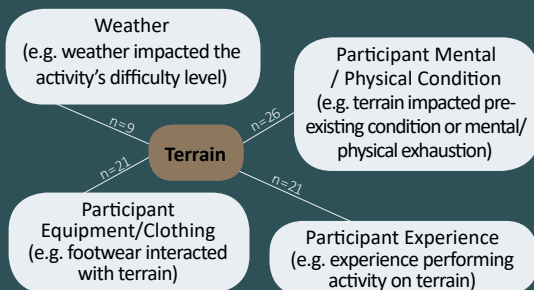 Weather
(e.g. weather impacted the
activity's difficulty level)
Participant Mental
/ Physical Condition
(e.g. terrain impacted pre-
existing condition or mental/
physical exhaustion)
n=9
n=26
Terrain
n=21
n=21
Participant
Equipment/Clothing
(e.g. footwear interacted
with terrain)
Participant Experience
(e.g. experience performing
activity on terrain)